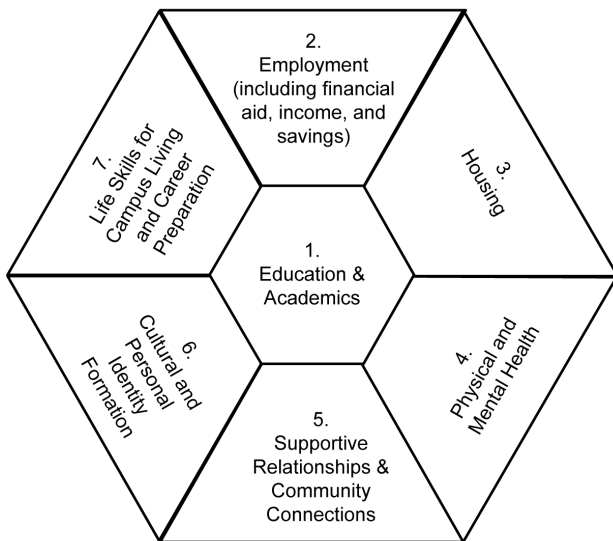 2.
Employment
(including financial
aid, income, and
savings)
3.
Housing
4.
Physical and
Mental Health
5.
Supportive
Relationships &
Community
Connections
6.
Cultural and
Personal
Identity
Formation
7.
Life Skills for
Campus Living
and Career
Preparation
1.
Education &
Academics